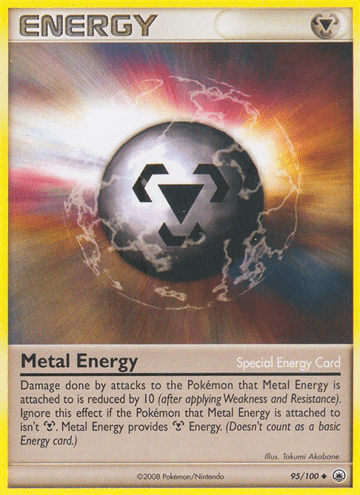 ENERGY
Metal Energy Special Energy Card
Damage done by attacks to the Pokémon that Metal Energy is
attached to is reduced by 10 (after applying Weakness and Resistance).
Ignore this effect if the Pokémon that Metal Energy is attached to
isn't . Metal Energy provides Energy. (Doesn't count as a basic
Energy card.)
Illus. Takumi Akabane
©2008 Pokémon/Nintendo 95/100